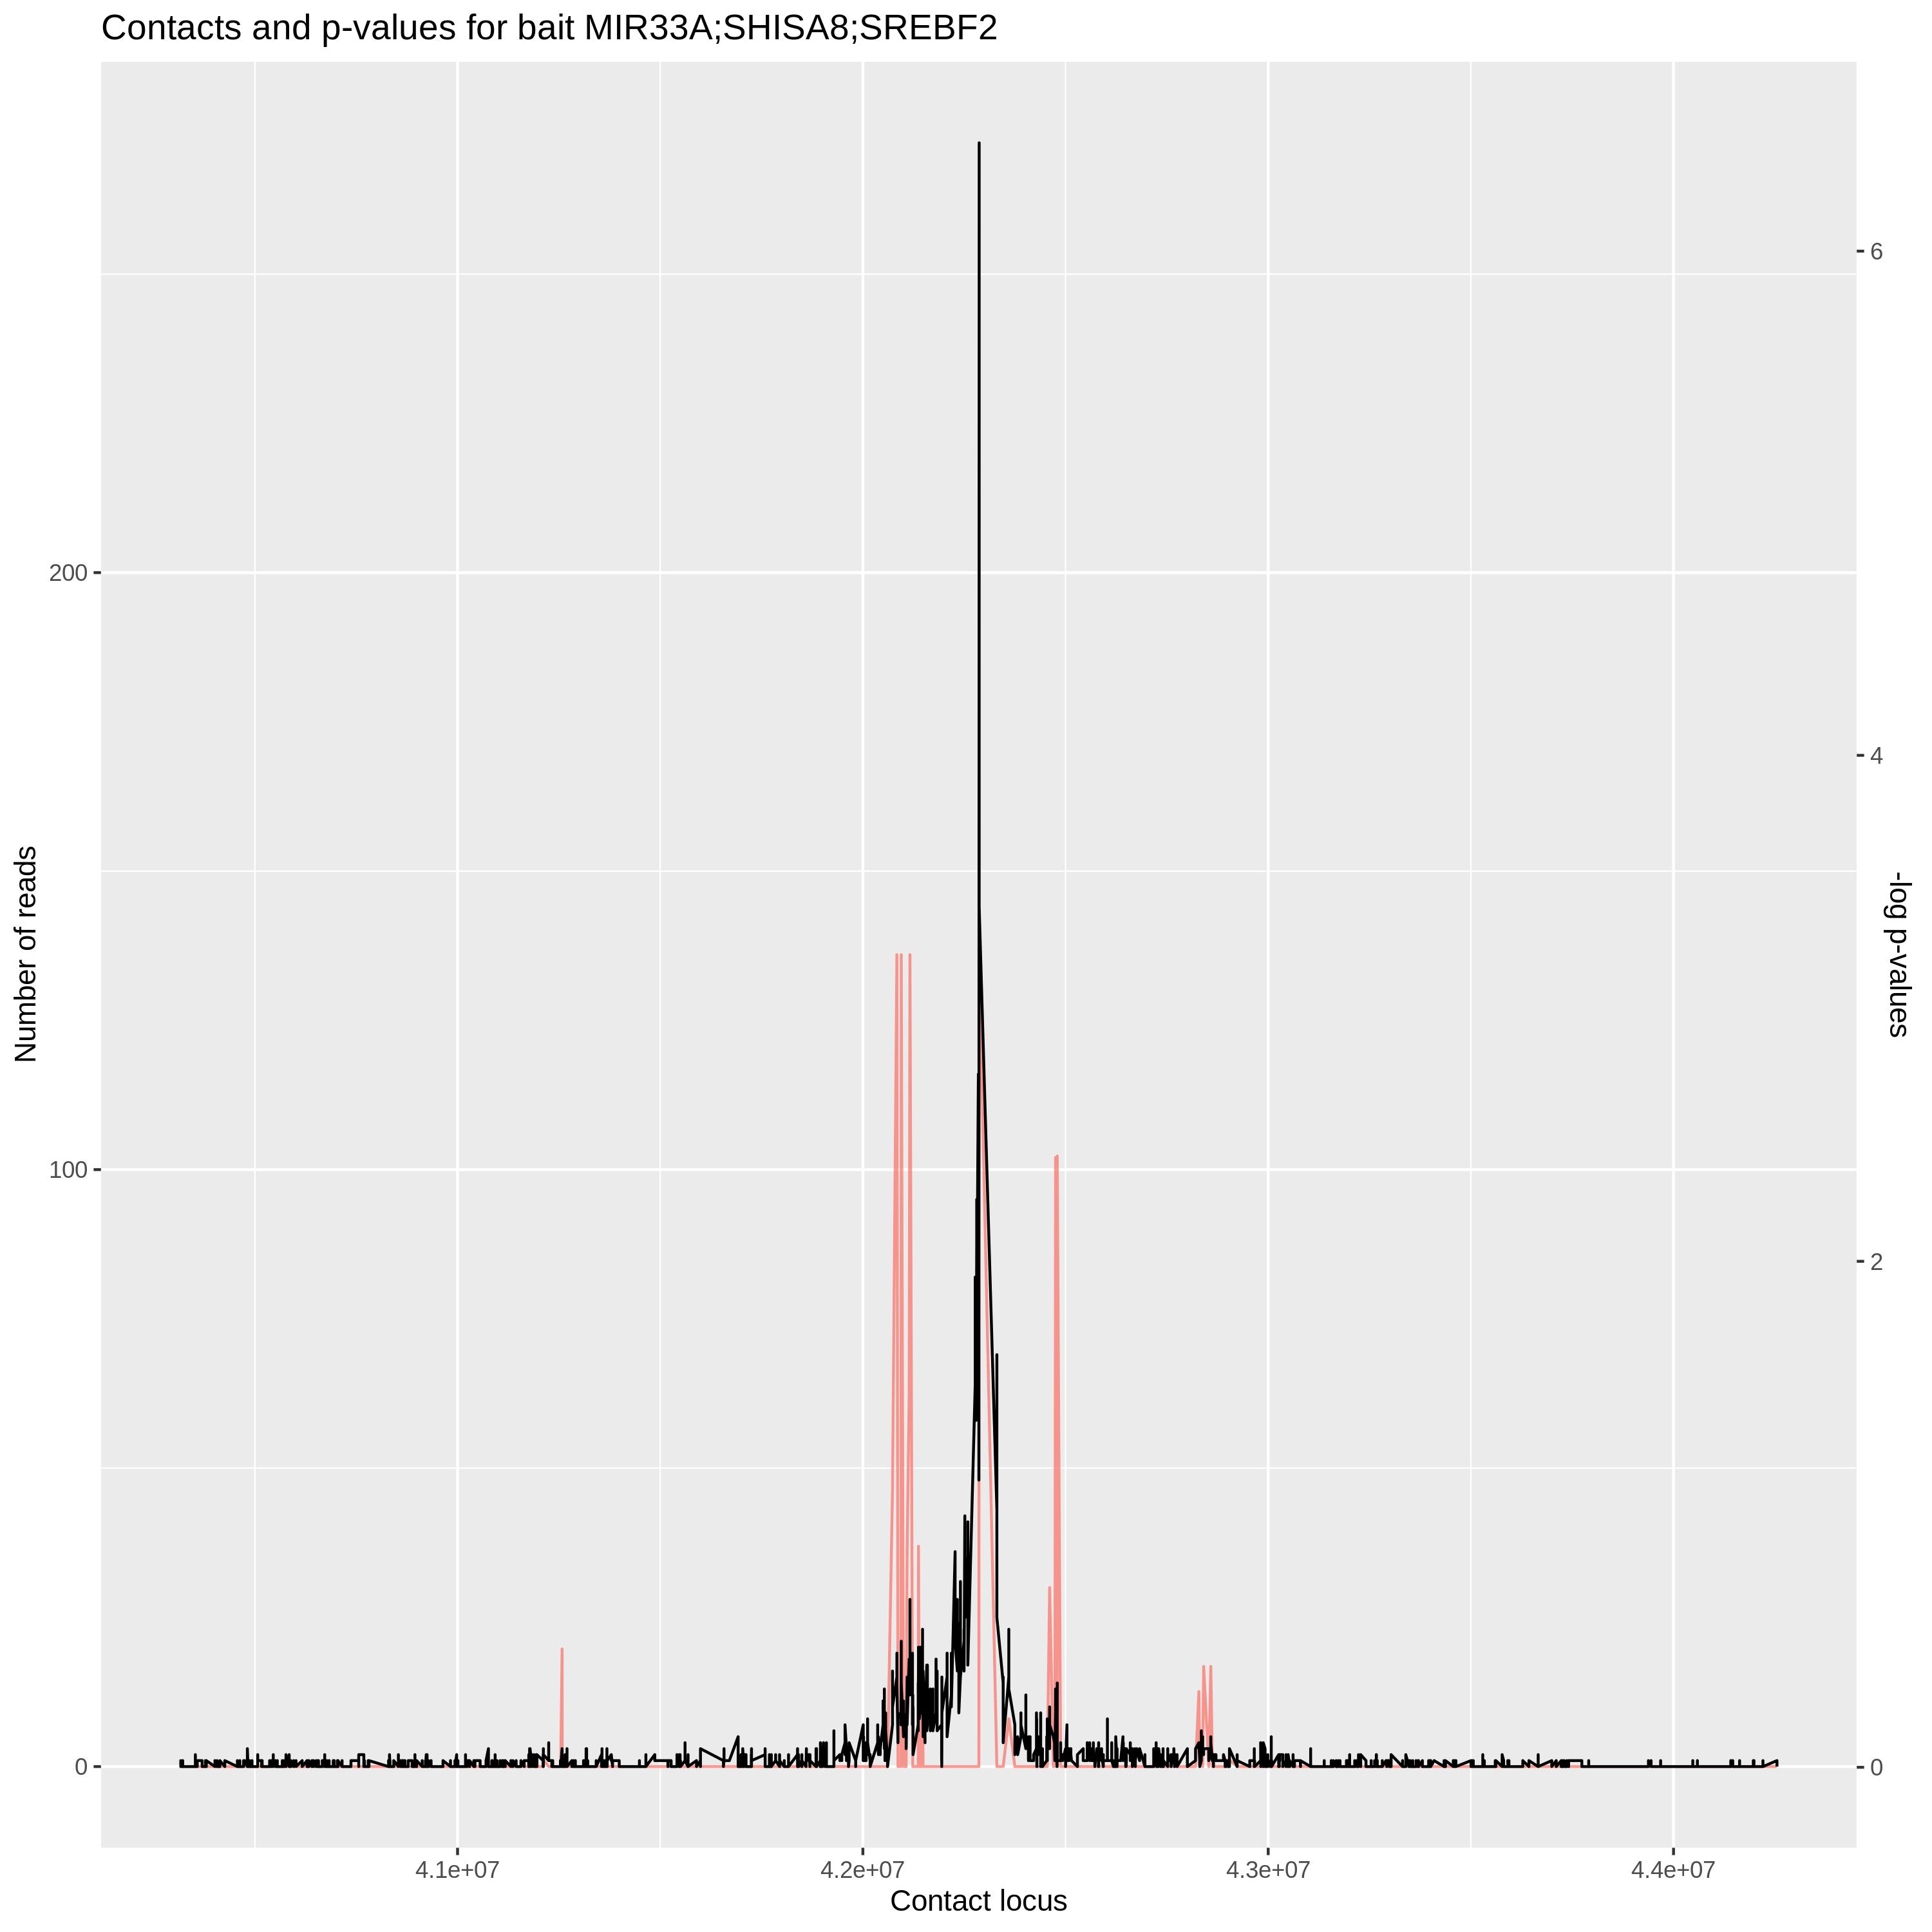 Contacts and p-values for bait MIR33A;SHISA8;SREBF2
Number of reads
200
100
0
6
4
2
0
-log p-values
4.1e+07 4.2e+07 4.3e+07 4.4e+07
Contact locus